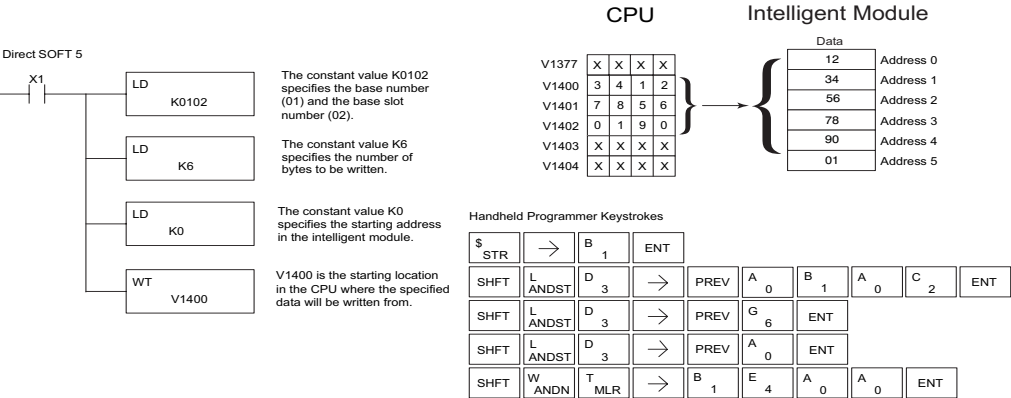 CPU
Intelligent Module
Direct SOFT 5
X1
LD
K0102
The constant value K0102
specifies the base number
(01) and the base slot
number (02).
LD
K6
The constant value K6
specifies the number of
bytes to be written.
LD
K0
The constant value K0
specifies the starting address
in the intelligent module.
WT
V1400
V1400 is the starting location
in the CPU where the specified
data will be written from.
Data
V1377 X X X X
V1400 3 4 1 2
V1401 7 8 5 6
V1402 0 1 9 0
V1403 X X X X
V1404 X X X X
12 Address 0
34 Address 1
56 Address 2
78 Address 3
90 Address 4
01 Address 5
Handheld Programmer Keystrokes
$ STR → B 1 ENT
SHFT L ANDST D 3 → PREV A 0 B 1 A 0 C 2 ENT
SHFT L ANDST D 3 → PREV G 6 ENT
SHFT L ANDST D 3 → PREV A 0 ENT
SHFT W ANDN T MLR → B 1 E 4 A 0 A 0 ENT